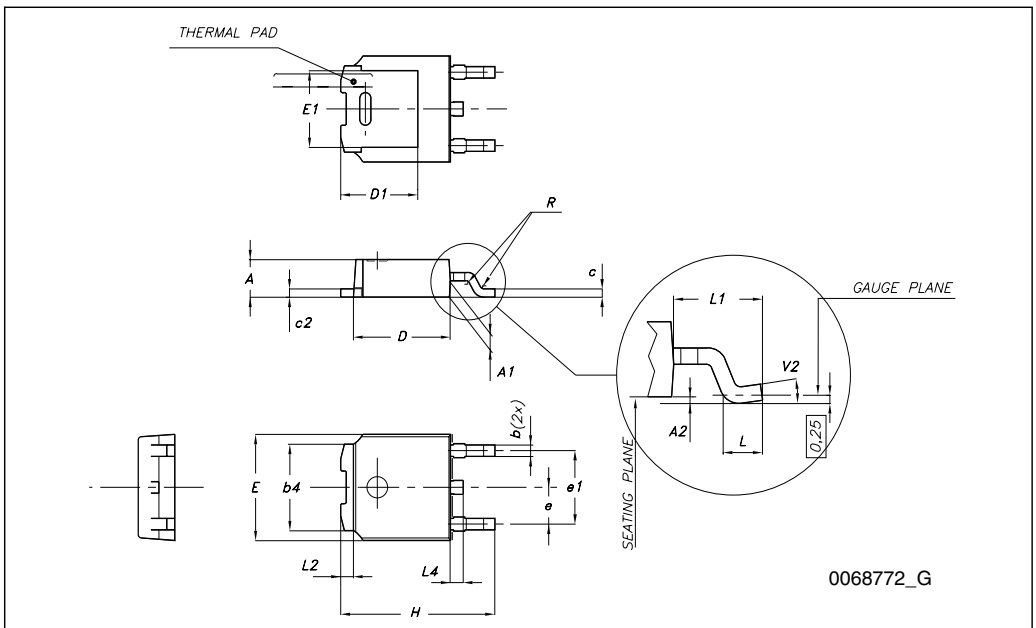 THERMAL PAD
E1
D1
R
A
c
c2
D
A1
L1
GAUGE PLANE
V2
A2
L
0,25
SEATING PLANE
b(2x)
E
b4
e
e1
L2
L4
H
0068772_G